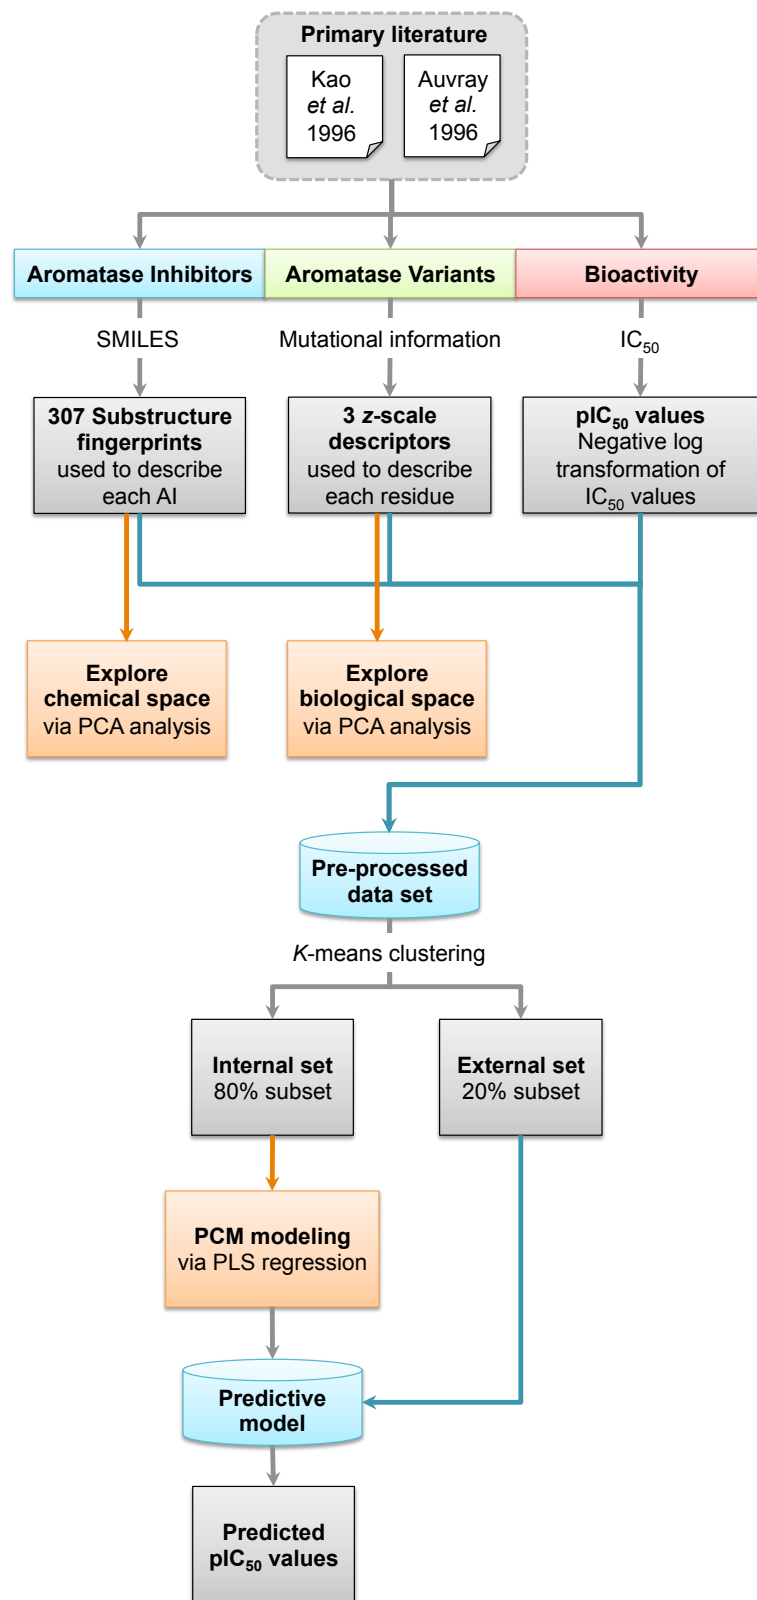 Primary literature
Kao
et al.
1996
Auvray
et al.
1996
Aromatase Inhibitors
Aromatase Variants
Bioactivity
SMILES
Mutational information
IC50
307 Substructure
fingerprints
used to describe
each AI
3 z-scale
descriptors
used to describe
each residue
pIC50 values
Negative log
transformation of
IC50 values
Explore
chemical space
via PCA analysis
Explore
biological space
via PCA analysis
Pre-processed
data set
K-means clustering
Internal set
80% subset
External set
20% subset
PCM modeling
via PLS regression
Predictive
model
Predicted
pIC50 values